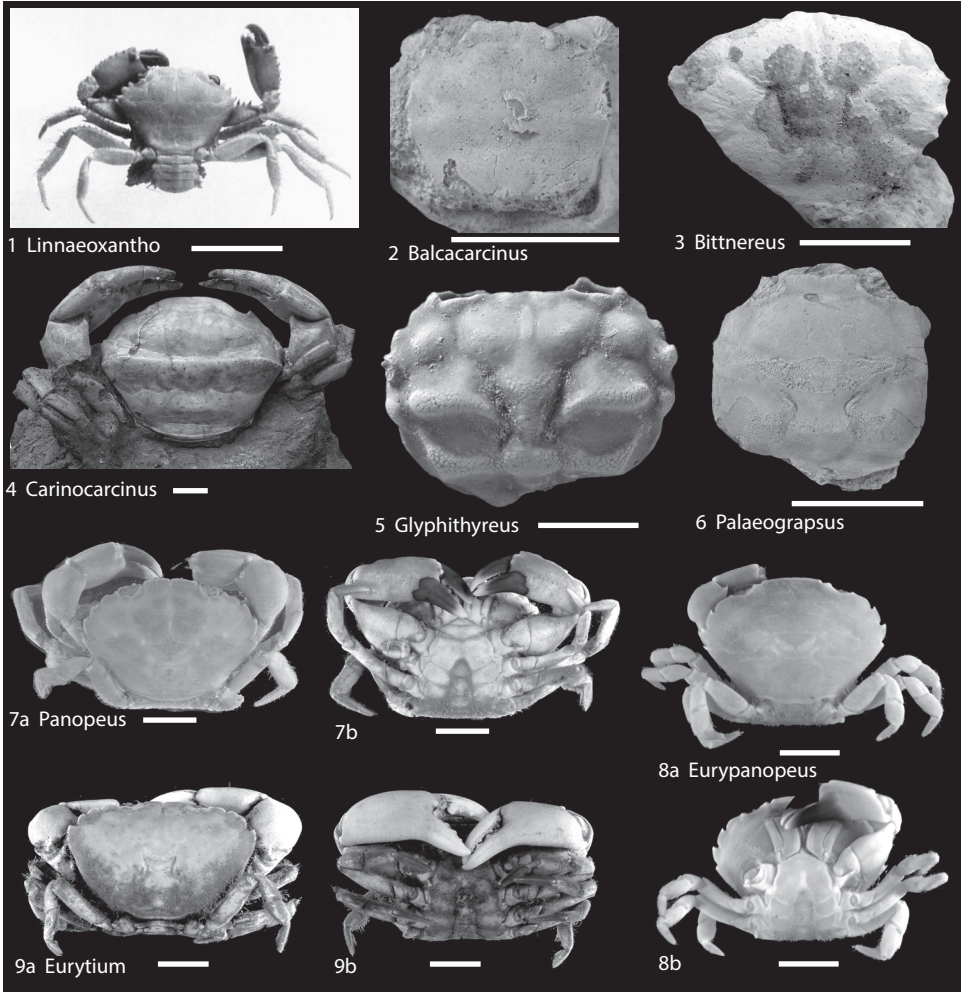 1 Linnaeoxantho
2 Balcacarcinus
3 Bittnereus
4 Carinocarcinus
5 Glyphithyreus
6 Palaeograpsus
7a Panopeus
7b
8a Eurypanopeus
9a Eurytium
9b
8b